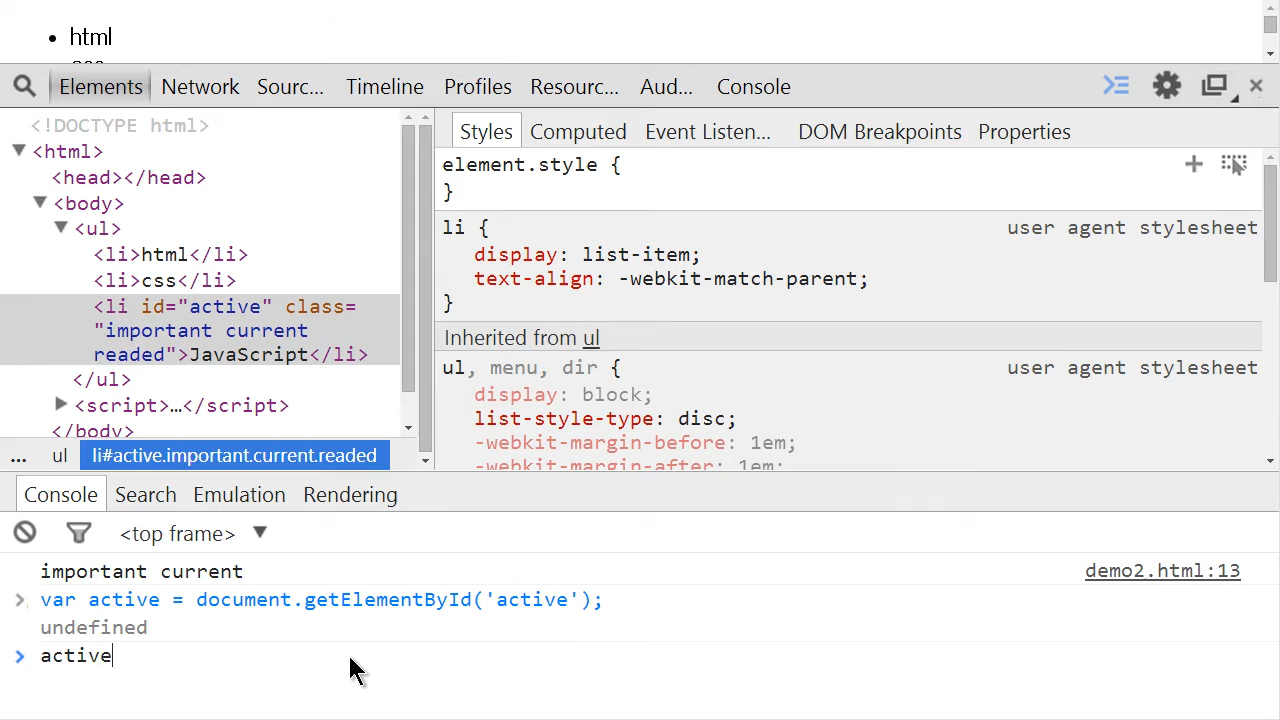 html
Elements Network Sourc... Timeline Profiles Resourc... Aud... Console
<!DOCTYPE html>
<html>
<head></head>
<body>
<ul>
<li>html</li>
<li>css</li>
<li id="active" class=
"important current
readed">JavaScript</li>
</ul>
<script>…</script>
</body>
... ul li#active.important.current.readed
Styles Computed Event Listen... DOM Breakpoints Properties
element.style {
}
li { user agent stylesheet
display: list-item;
text-align: -webkit-match-parent;
}
Inherited from ul
ul, menu, dir { user agent stylesheet
display: block;
list-style-type: disc;
-webkit-margin-before: 1em;
-webkit-margin-after: 1em;
Console Search Emulation Rendering
<top frame>
important current demo2.html:13
> var active = document.getElementById('active');
undefined
> active